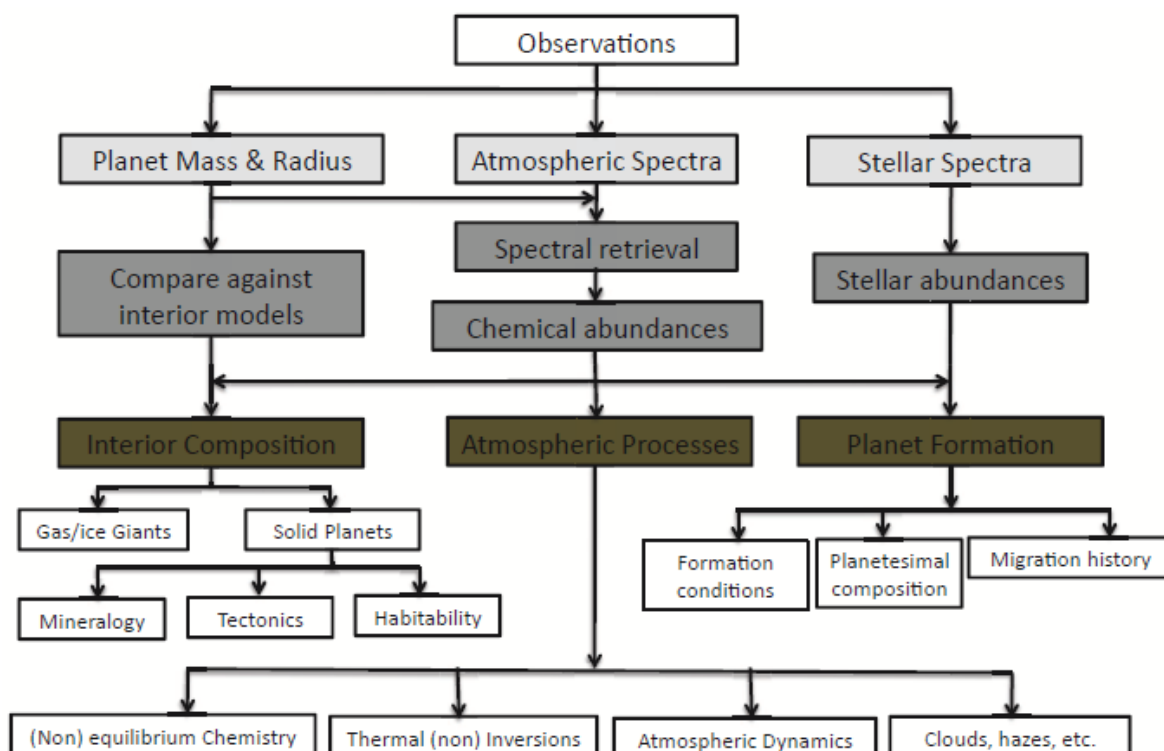 Observations
Planet Mass & Radius
Atmospheric Spectra
Stellar Spectra
Spectral retrieval
Compare against
interior models
Stellar abundances
Chemical abundances
Interior Composition
Atmospheric Processes
Planet Formation
Gas/ice Giants
Solid Planets
Formation
conditions
Planetesimal
composition
Migration history
Mineralogy
Tectonics
Habitability
(Non) equilibrium Chemistry
Thermal (non) Inversions
Atmospheric Dynamics
Clouds, hazes, etc.